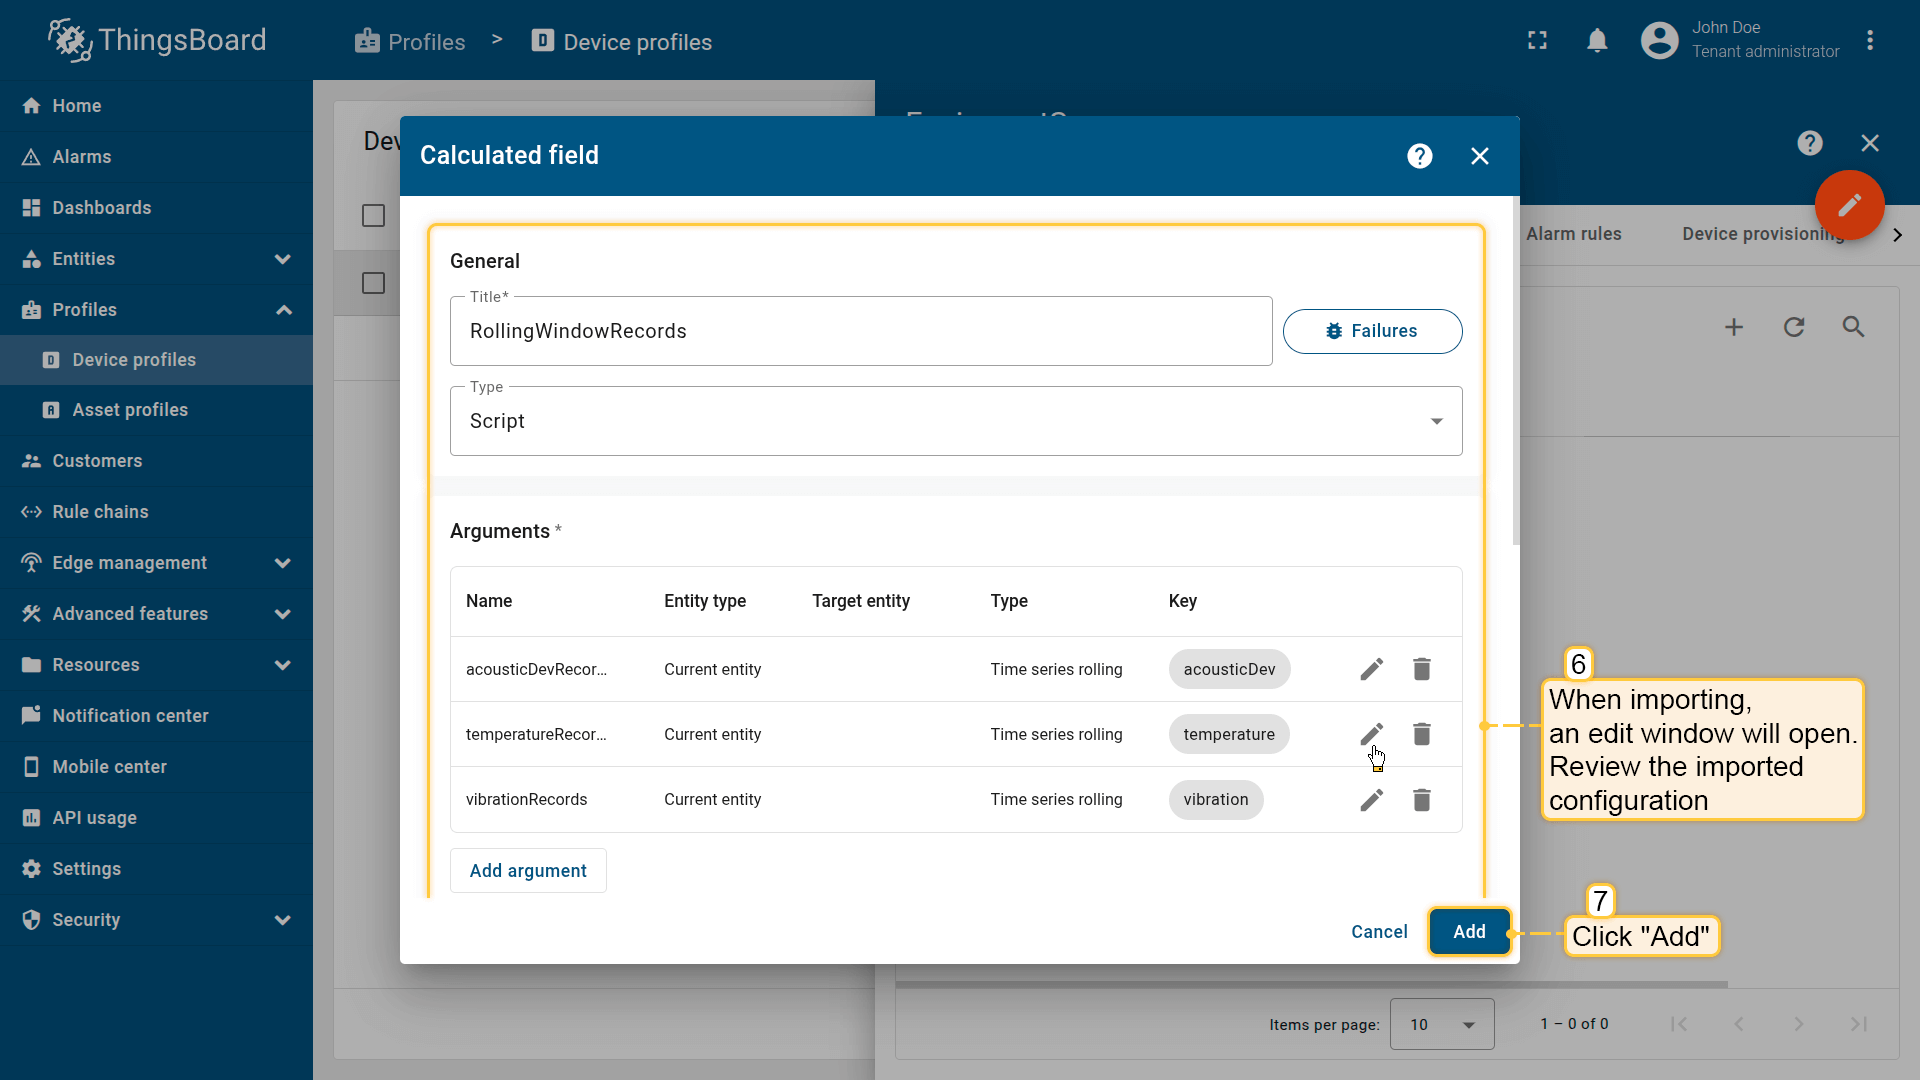 ThingsBoard
Profiles > Device profiles
John Doe
Tenant administrator
Home
Alarms
Dashboards
Entities
Profiles
Device profiles
Asset profiles
Customers
Rule chains
Edge management
Advanced features
Resources
Notification center
Mobile center
API usage
Settings
Security
Calculated field
General
Title*
RollingWindowRecords
Failures
Type
Script
Arguments *
Name Entity type Target entity Type Key
acousticDevRecor... Current entity Time series rolling acousticDev
temperatureRecor... Current entity Time series rolling temperature
vibrationRecords Current entity Time series rolling vibration
Add argument
Cancel Add
Alarm rules Device provisioning
6
When importing,
an edit window will open.
Review the imported
configuration
7
Click "Add"
Items per page: 10 1 – 0 of 0